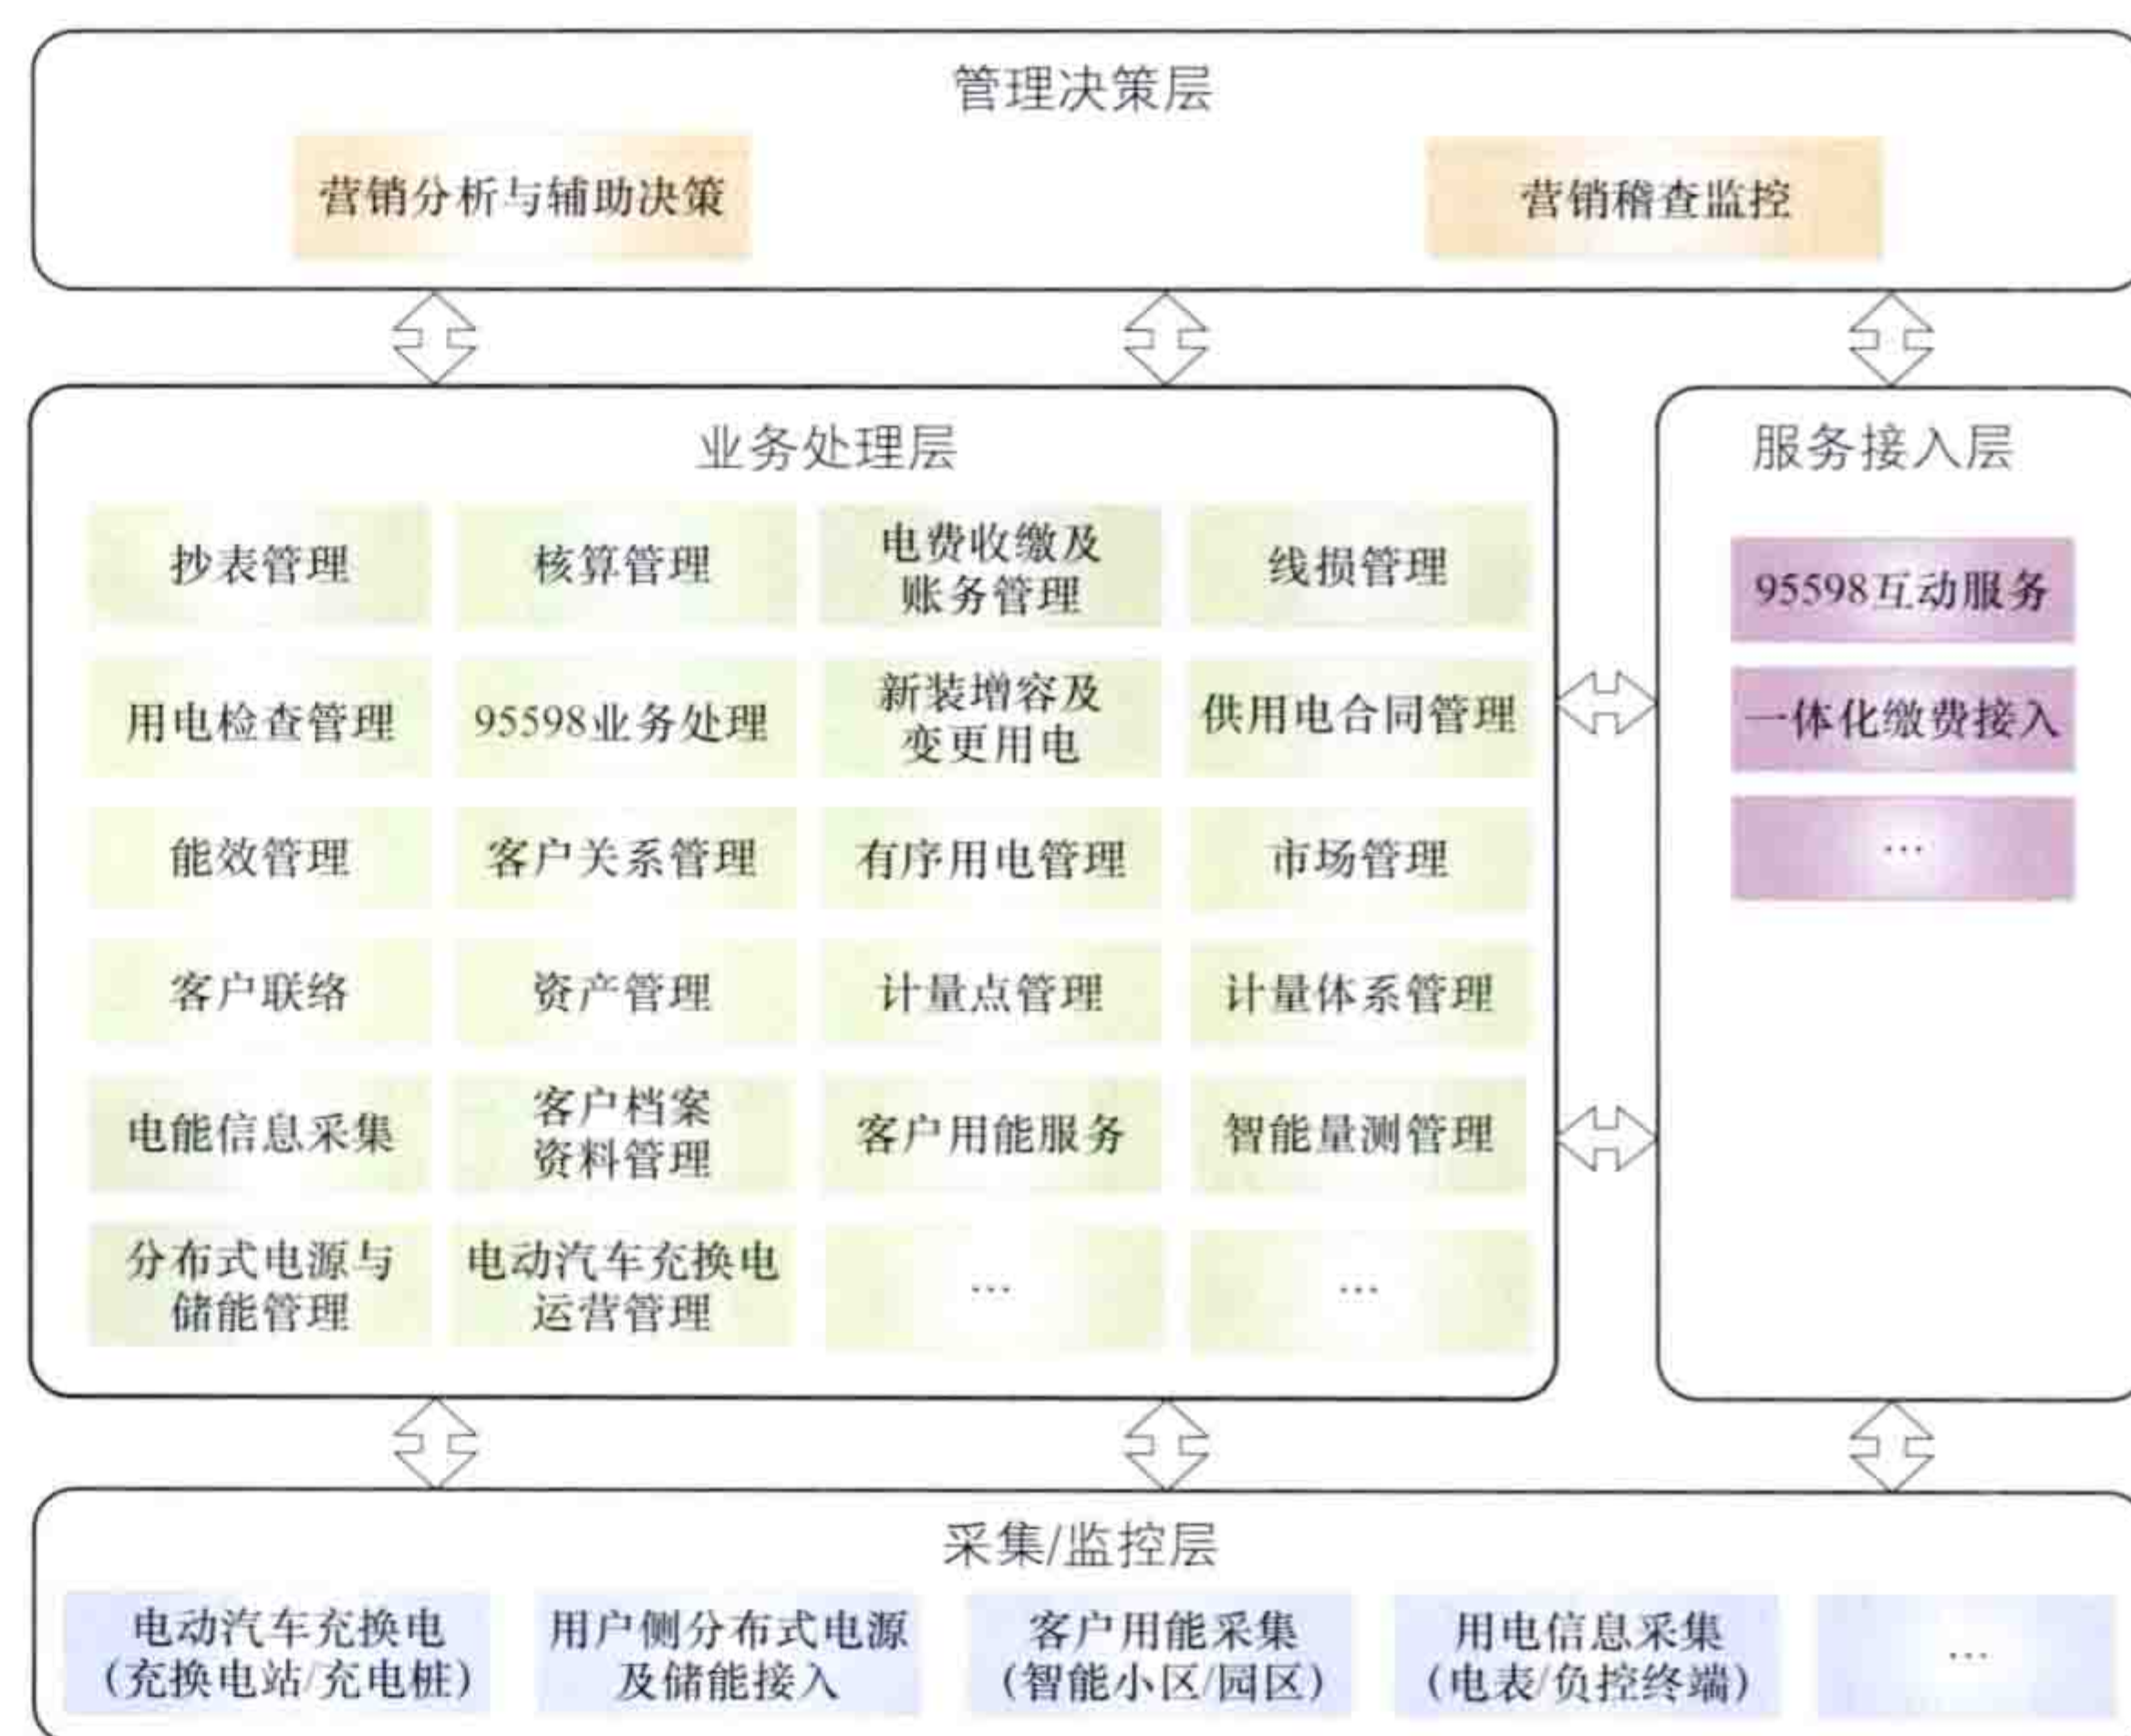 管理决策层
营销分析与辅助决策
营销稽查监控
业务处理层
抄表管理
核算管理
电费收缴及
账务管理
线损管理
用电检查管理
95598业务处理
新装增容及
变更用电
供用电合同管理
能效管理
客户关系管理
有序用电管理
市场管理
客户联络
资产管理
计量点管理
计量体系管理
电能信息采集
客户档案
资料管理
客户用能服务
智能量测管理
分布式电源与
储能管理
电动汽车充换电
运营管理
…
…
服务接入层
95598互动服务
一体化缴费接入
…
采集/监控层
电动汽车充换电
(充换电站/充电桩)
用户侧分布式电源
及储能接入
客户用能采集
(智能小区/园区)
用电信息采集
(电表/负控终端)
…